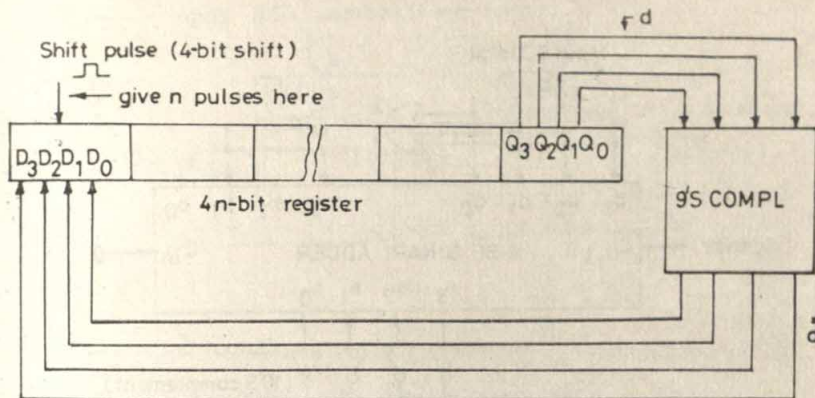 d
Shift pulse (4-bit shift)
give n pulses here
D₃D₂D₁D₀
Q₃Q₂Q₁Q₀
4n-bit register
9'S COMPL